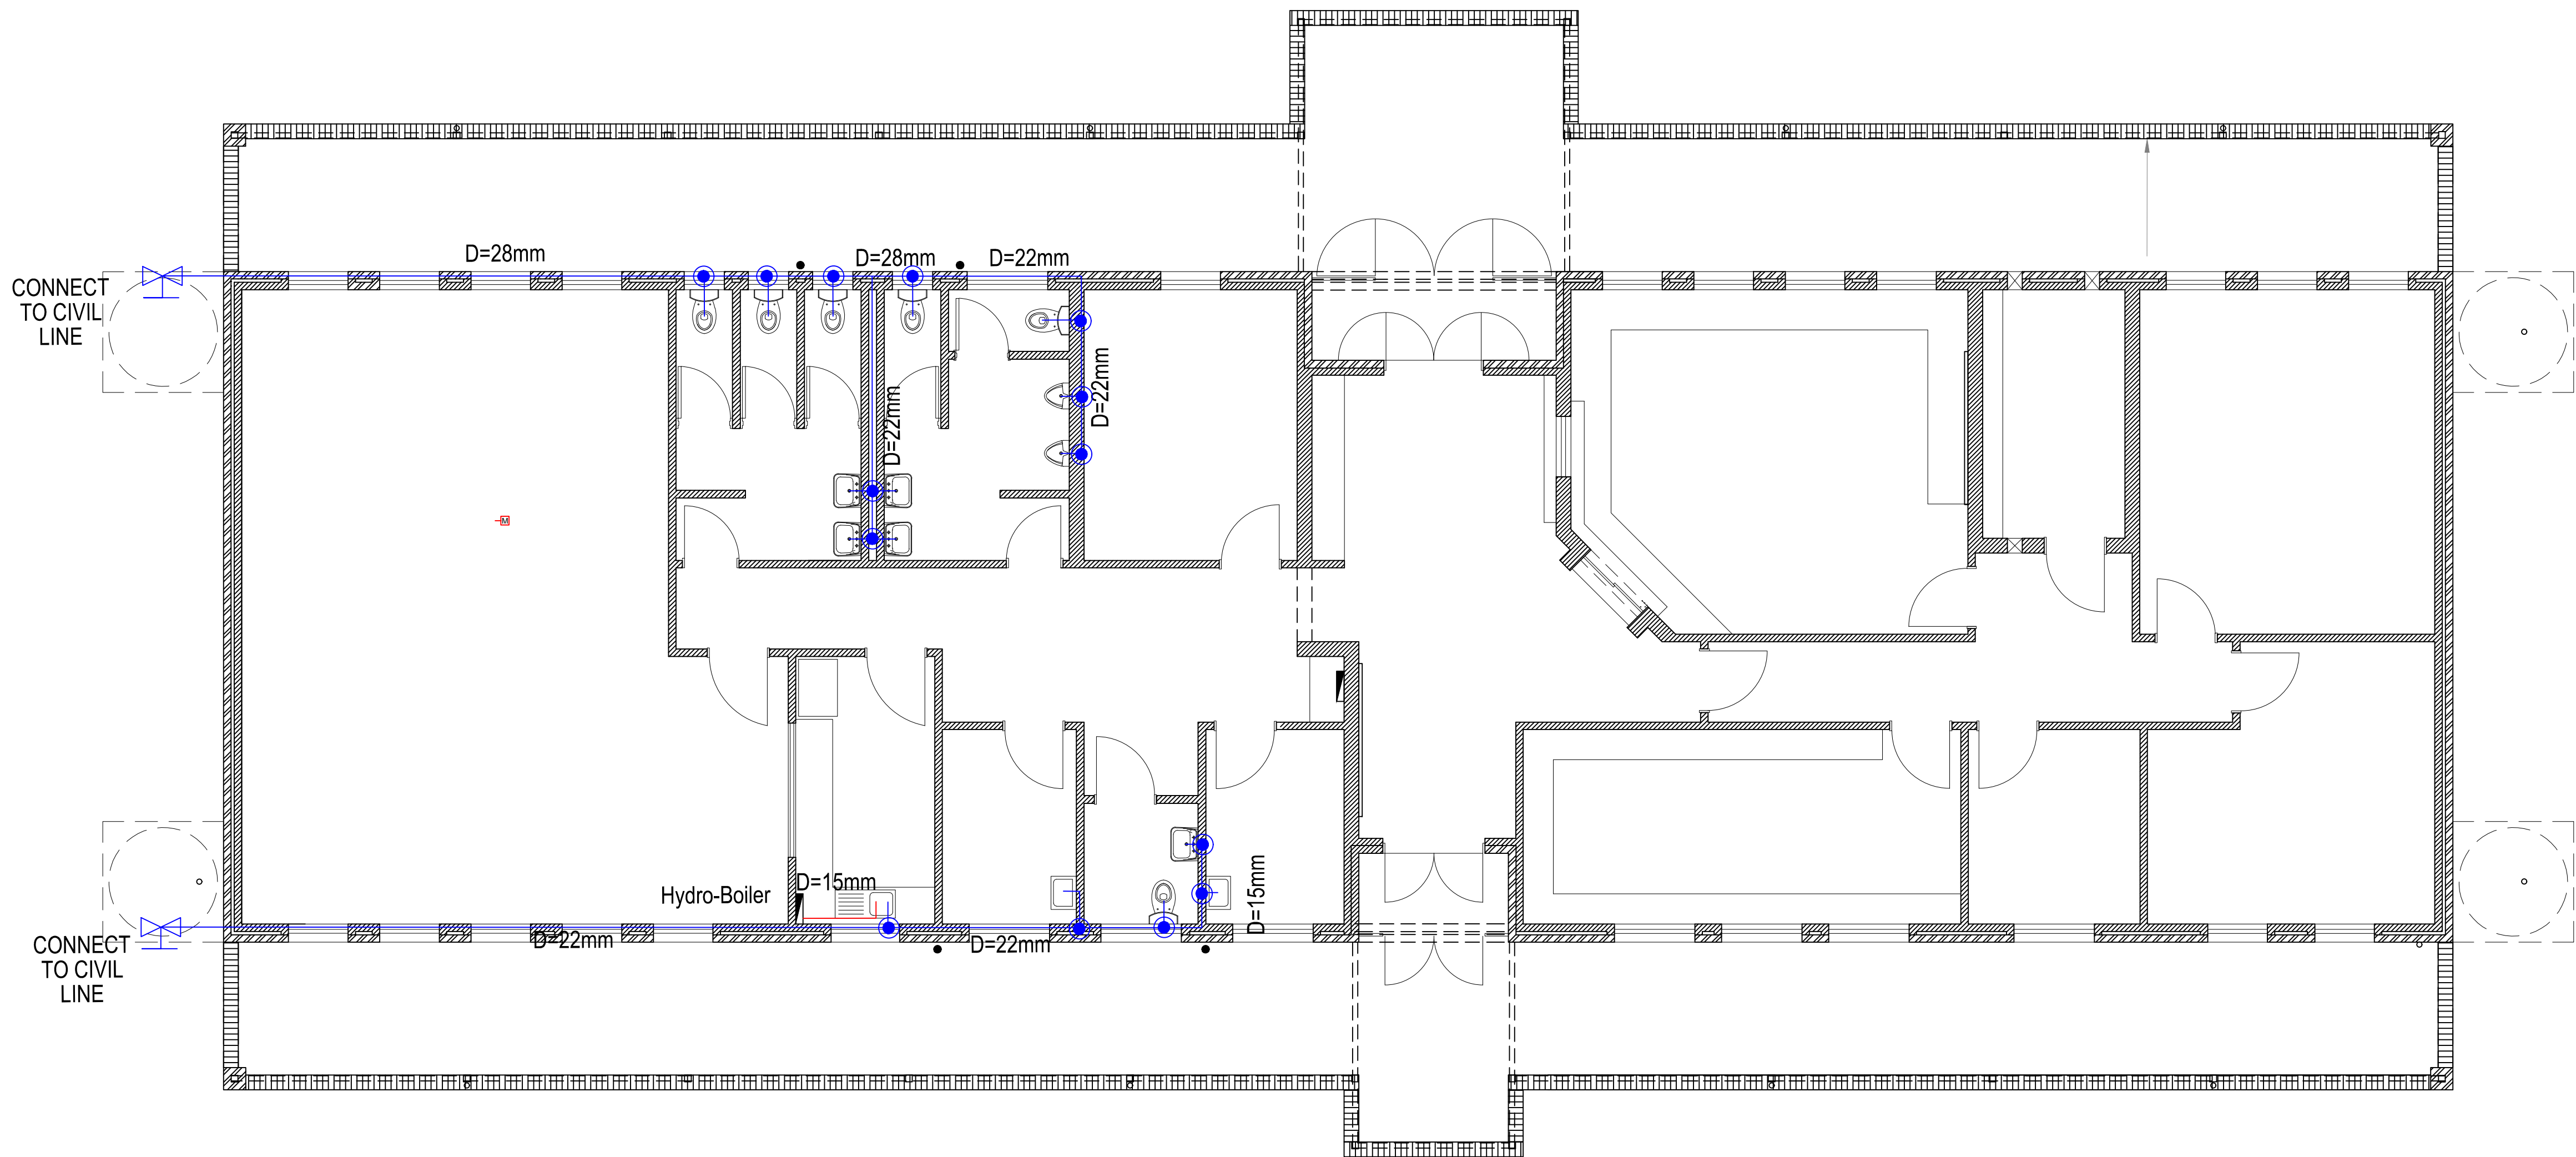 D=28mm
D=28mm
D=22mm
CONNECT
TO CIVIL
LINE
D=22mm
D=22mm
M
Hydro-Boiler
D=15mm
D=15mm
CONNECT
TO CIVIL
LINE
D=22mm
D=22mm